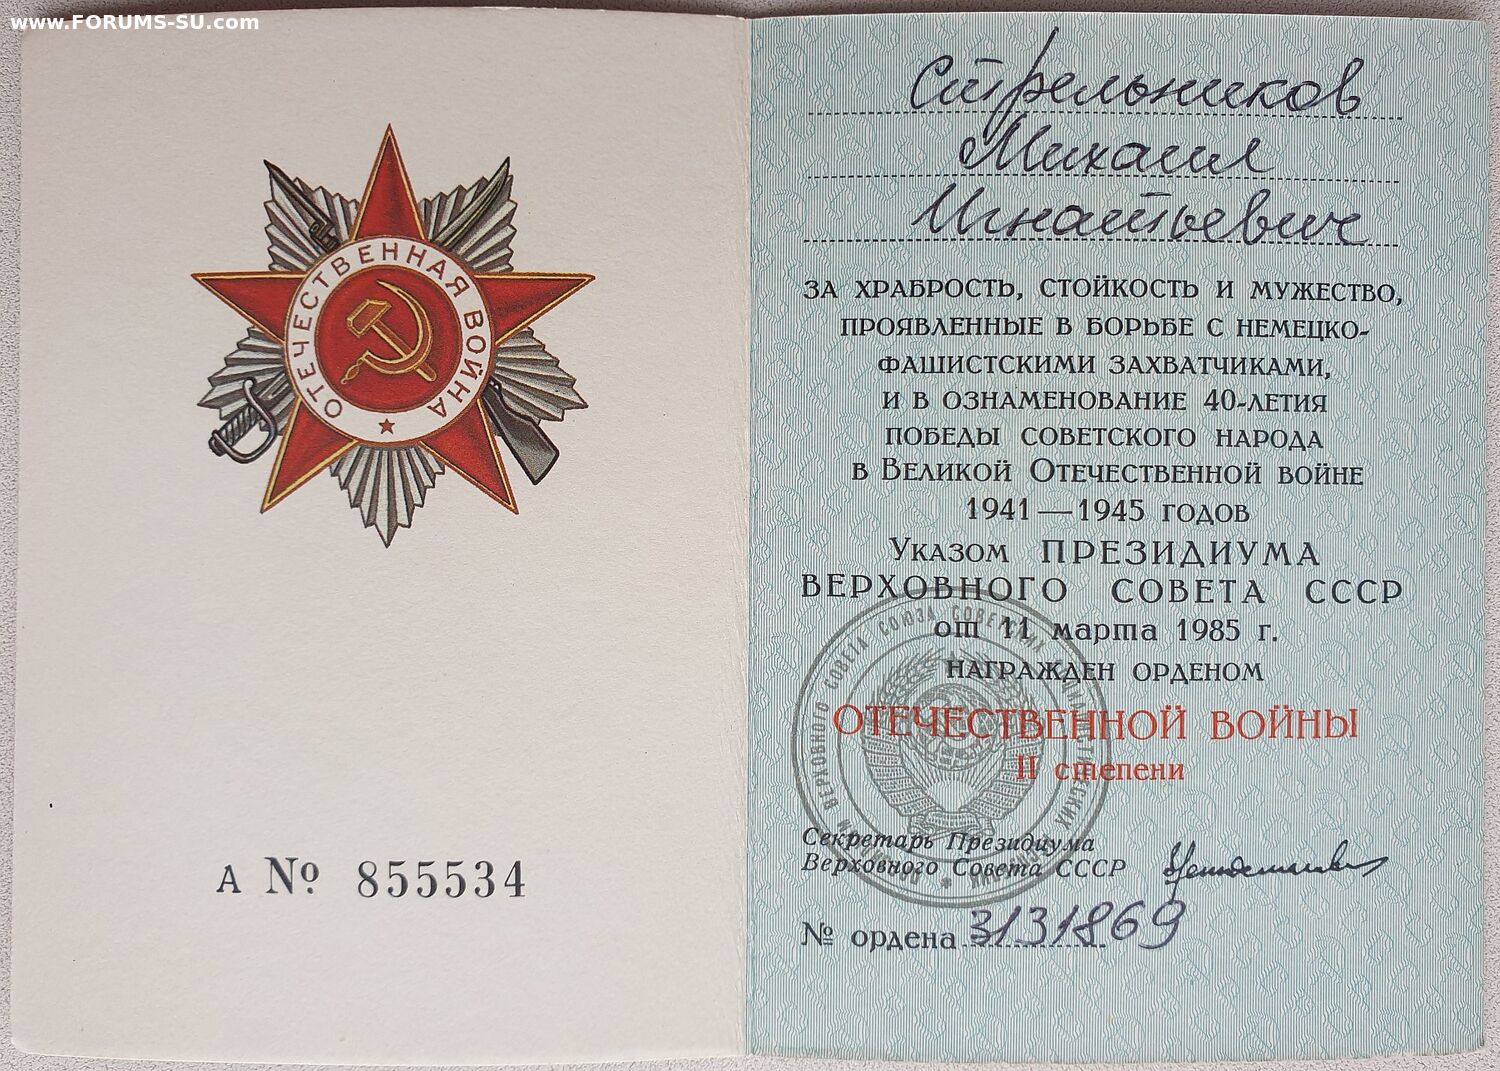 www.FORUMS-SU.com
ОТЕЧЕСТВЕННАЯ ВОЙНА
А № 855534
Стрельников
Михаил
Игнатьевич
ЗА ХРАБРОСТЬ, СТОЙКОСТЬ И МУЖЕСТВО,
ПРОЯВЛЕННЫЕ В БОРЬБЕ С НЕМЕЦКО-
ФАШИСТСКИМИ ЗАХВАТЧИКАМИ,
И В ОЗНАМЕНОВАНИЕ 40-ЛЕТИЯ
ПОБЕДЫ СОВЕТСКОГО НАРОДА
В ВЕЛИКОЙ ОТЕЧЕСТВЕННОЙ ВОЙНЕ
1941—1945 ГОДОВ
УКАЗОМ ПРЕЗИДИУМА
ВЕРХОВНОГО СОВЕТА СССР
от 11 марта 1985 г.
НАГРАЖДЕН ОРДЕНОМ
ОТЕЧЕСТВЕННОЙ ВОЙНЫ
II степени
Секретарь Президиума
Верховного Совета СССР
№ ордена 3131869